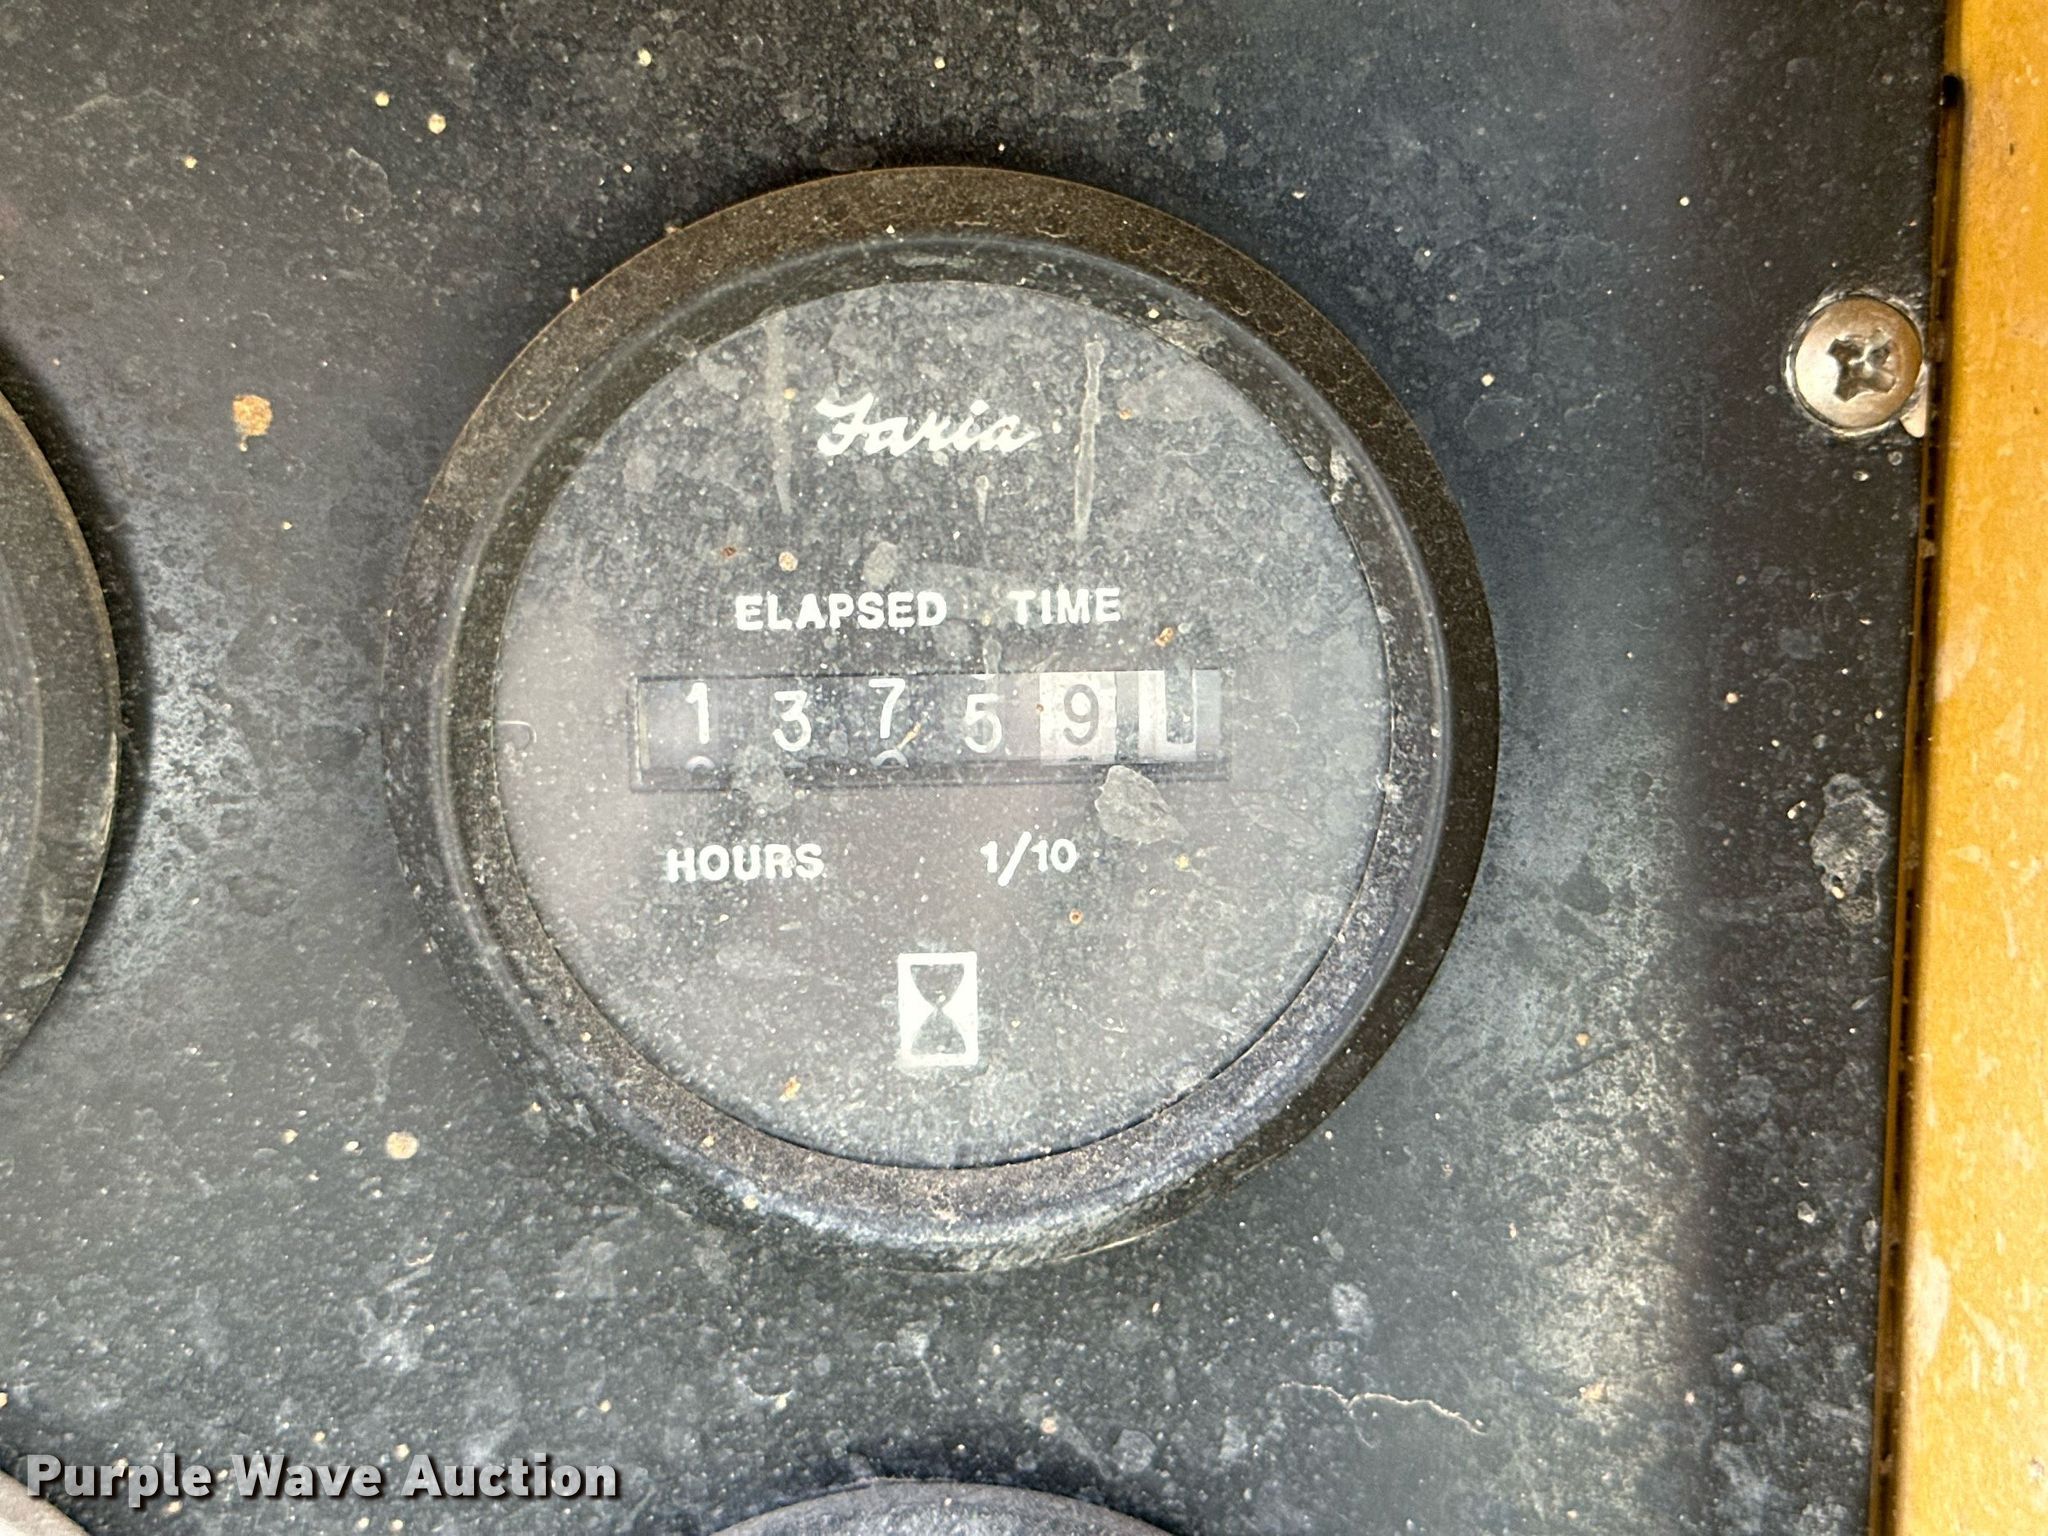 Faria
ELAPSED TIME
1 3 7 5 9
HOURS 1/10
Purple Wave Auction